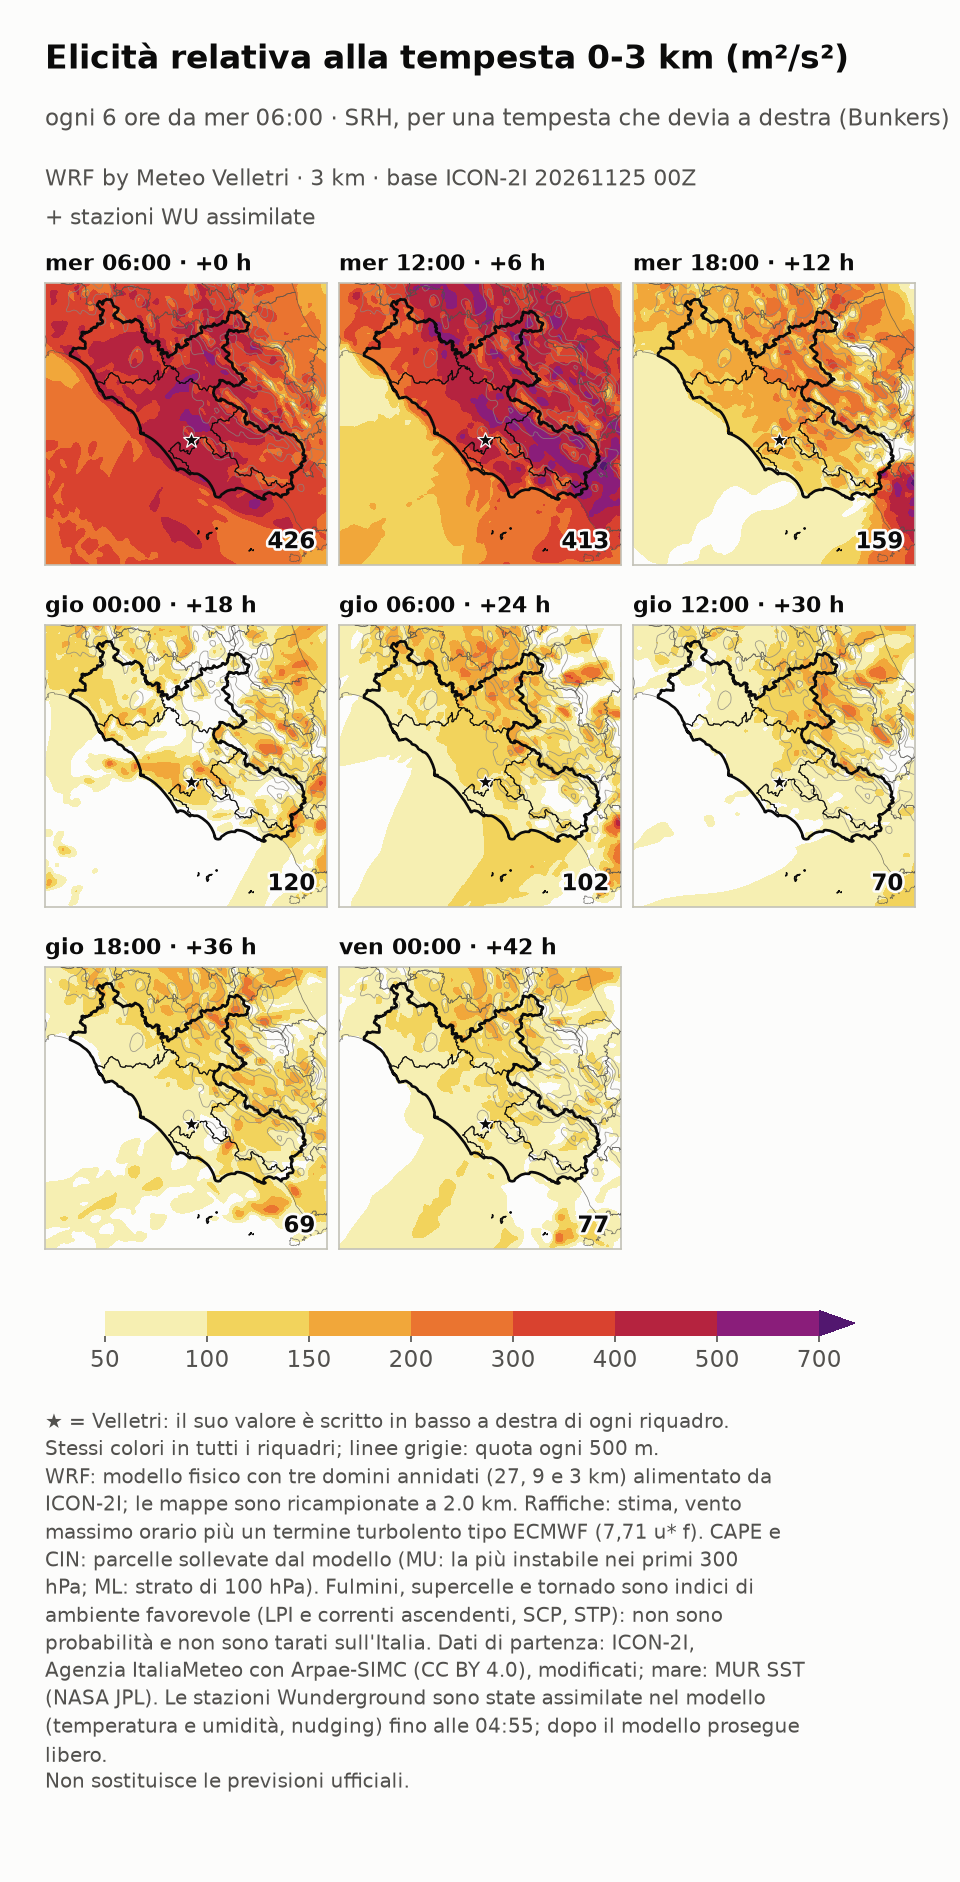 Elicità relativa alla tempesta 0-3 km (m²/s²)
ogni 6 ore da mer 06:00 · SRH, per una tempesta che devia a destra (Bunkers)
WRF by Meteo Velletri · 3 km · base ICON-2I 20261125 00Z
+ stazioni WU assimilate
mer 06:00 · +0 h
mer 12:00 · +6 h
mer 18:00 · +12 h
426
413
159
gio 00:00 · +18 h
gio 06:00 · +24 h
gio 12:00 · +30 h
120
102
70
gio 18:00 · +36 h
ven 00:00 · +42 h
69
77
50 100 150 200 300 400 500 700
★ = Velletri: il suo valore è scritto in basso a destra di ogni riquadro.
Stessi colori in tutti i riquadri; linee grigie: quota ogni 500 m.
WRF: modello fisico con tre domini annidati (27, 9 e 3 km) alimentato da
ICON-2I; le mappe sono ricampionate a 2.0 km. Raffiche: stima, vento
massimo orario più un termine turbolento tipo ECMWF (7,71 u* f). CAPE e
CIN: parcelle sollevate dal modello (MU: la più instabile nei primi 300
hPa; ML: strato di 100 hPa). Fulmini, supercelle e tornado sono indici di
ambiente favorevole (LPI e correnti ascendenti, SCP, STP): non sono
probabilità e non sono tarati sull'Italia. Dati di partenza: ICON-2I,
Agenzia ItaliaMeteo con Arpae-SIMC (CC BY 4.0), modificati; mare: MUR SST
(NASA JPL). Le stazioni Wunderground sono state assimilate nel modello
(temperatura e umidità, nudging) fino alle 04:55; dopo il modello prosegue
libero.
Non sostituisce le previsioni ufficiali.